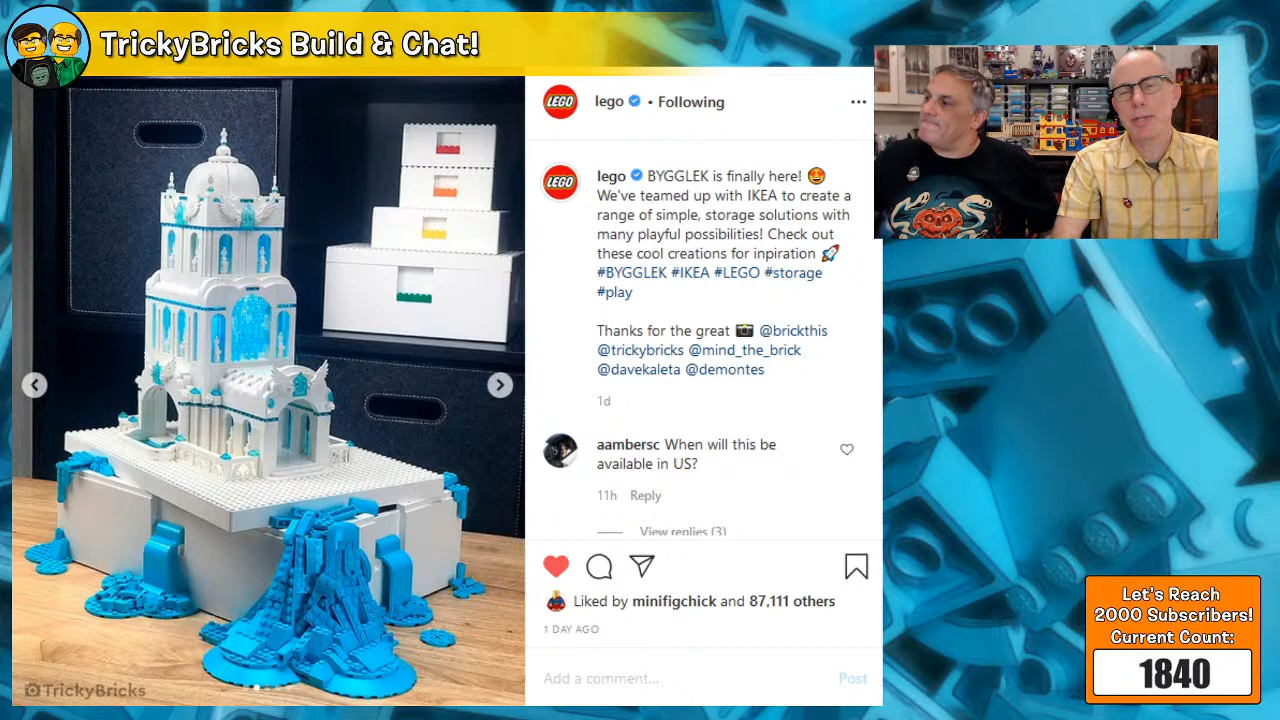 TrickyBricks Build & Chat!
LEGO
lego • Following
•••
LEGO
lego BYGGLEK is finally here! 🤩
We've teamed up with IKEA to create a
range of simple, storage solutions with
many playful possibilities! Check out
these cool creations for inpiration 🚀
#BYGGLEK #IKEA #LEGO #storage
#play
Thanks for the great 📸 @brickthis
@trickybricks @mind_the_brick
@davekaleta @demontes
1d
aambersc When will this be
available in US?
11h Reply
View replies (3)
Liked by minifigchick and 87,111 others
1 DAY AGO
Add a comment... Post
TrickyBricks
Let's Reach
2000 Subscribers!
Current Count:
1840